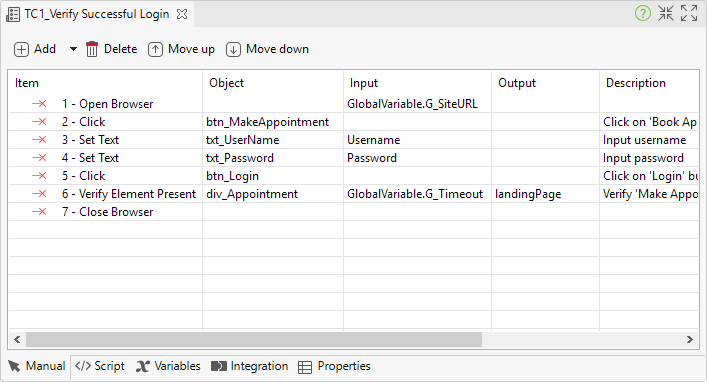 TC1_Verify Successful Login
Add Delete Move up Move down
Item Object Input Output Description
1 - Open Browser GlobalVariable.G_SiteURL
2 - Click btn_MakeAppointment Click on 'Book Ap
3 - Set Text txt_UserName Username Input username
4 - Set Text txt_Password Password Input password
5 - Click btn_Login Click on 'Login' bu
6 - Verify Element Present div_Appointment GlobalVariable.G_Timeout landingPage Verify 'Make Appo
7 - Close Browser
Manual </> Script Variables Integration Properties